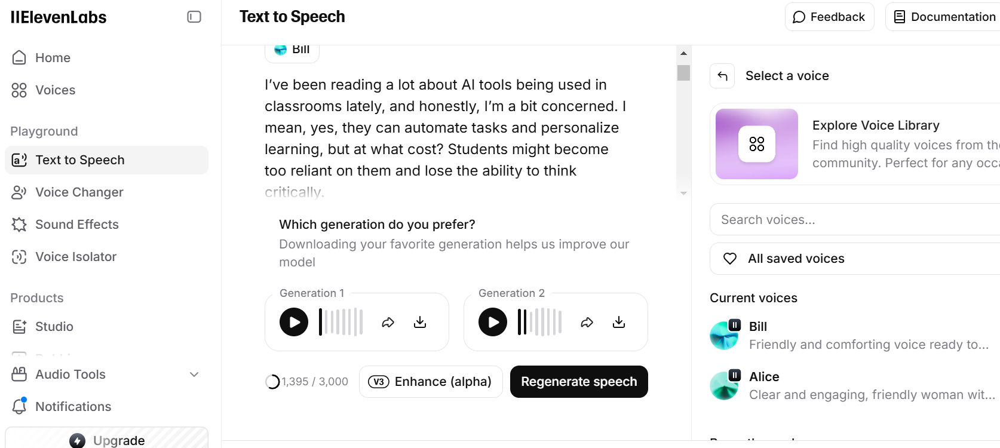 IIElevenLabs
Home
Voices
Playground
Text to Speech
Voice Changer
Sound Effects
Voice Isolator
Products
Studio
Audio Tools
Notifications
Upgrade
Text to Speech
Feedback
Documentation
Bill
I’ve been reading a lot about AI tools being used in
classrooms lately, and honestly, I’m a bit concerned. I
mean, yes, they can automate tasks and personalize
learning, but at what cost? Students might become
too reliant on them and lose the ability to think
critically.
Which generation do you prefer?
Downloading your favorite generation helps us improve our
model
Generation 1
Generation 2
1,395 / 3,000
V3 Enhance (alpha)
Regenerate speech
Select a voice
Explore Voice Library
Find high quality voices from the
community. Perfect for any occa
Search voices...
All saved voices
Current voices
Bill
Friendly and comforting voice ready to...
Alice
Clear and engaging, friendly woman wit...